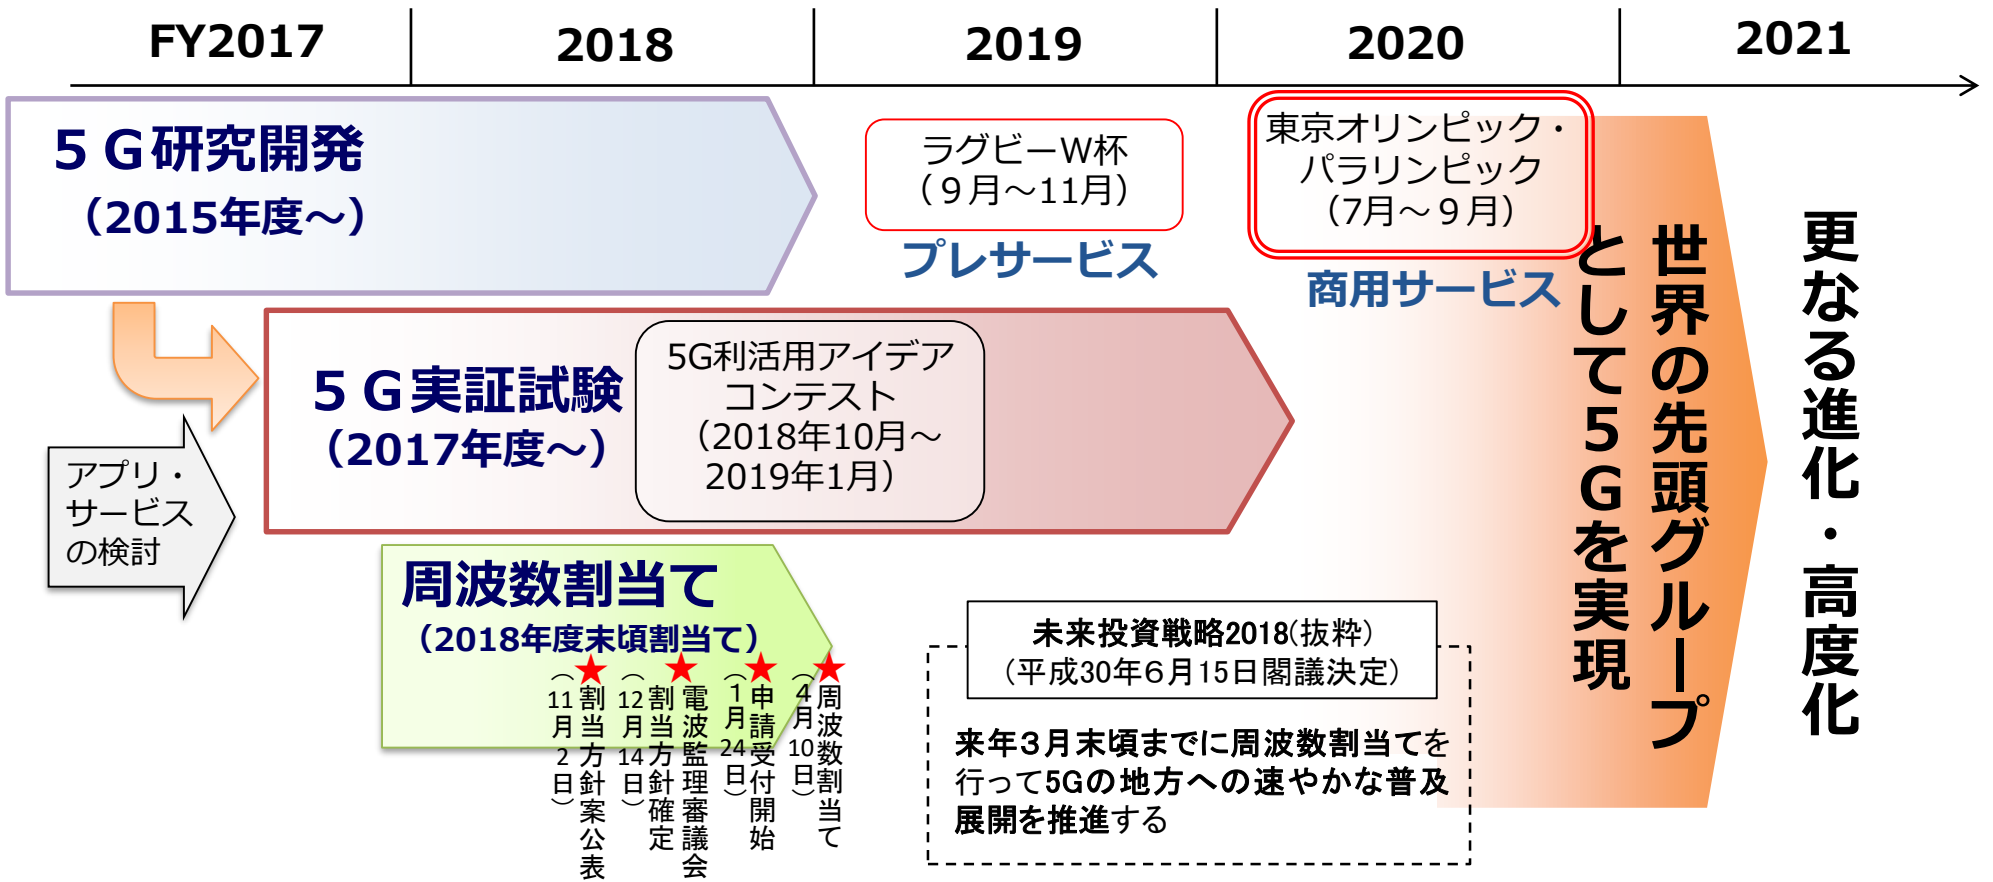 FY2017
2018
2019
2020
2021
５Ｇ研究開発
（2015年度～）
ラグビーW杯
（９月～11月）
プレサービス
東京オリンピック・
パラリンピック
（7月～９月）
商用サービス
５Ｇ実証試験
（2017年度～）
5G利活用アイデア
コンテスト
（2018年10月～
2019年1月）
アプリ・
サービス
の検討
周波数割当て
（2018年度末頃割当て）
★
割当方針案公表
（11月2日）
★
電波監理審議会
割当方針確定
（12月14日）
★
申請受付開始
（1月24日）
★
周波数割当て
（4月10日）
未来投資戦略2018(抜粋）
（平成30年６月15日閣議決定）
来年３月末頃までに周波数割当てを
行って5Gの地方への速やかな普及
展開を推進する
世界の先頭グループ
として５Ｇを実現
更なる進化・高度化